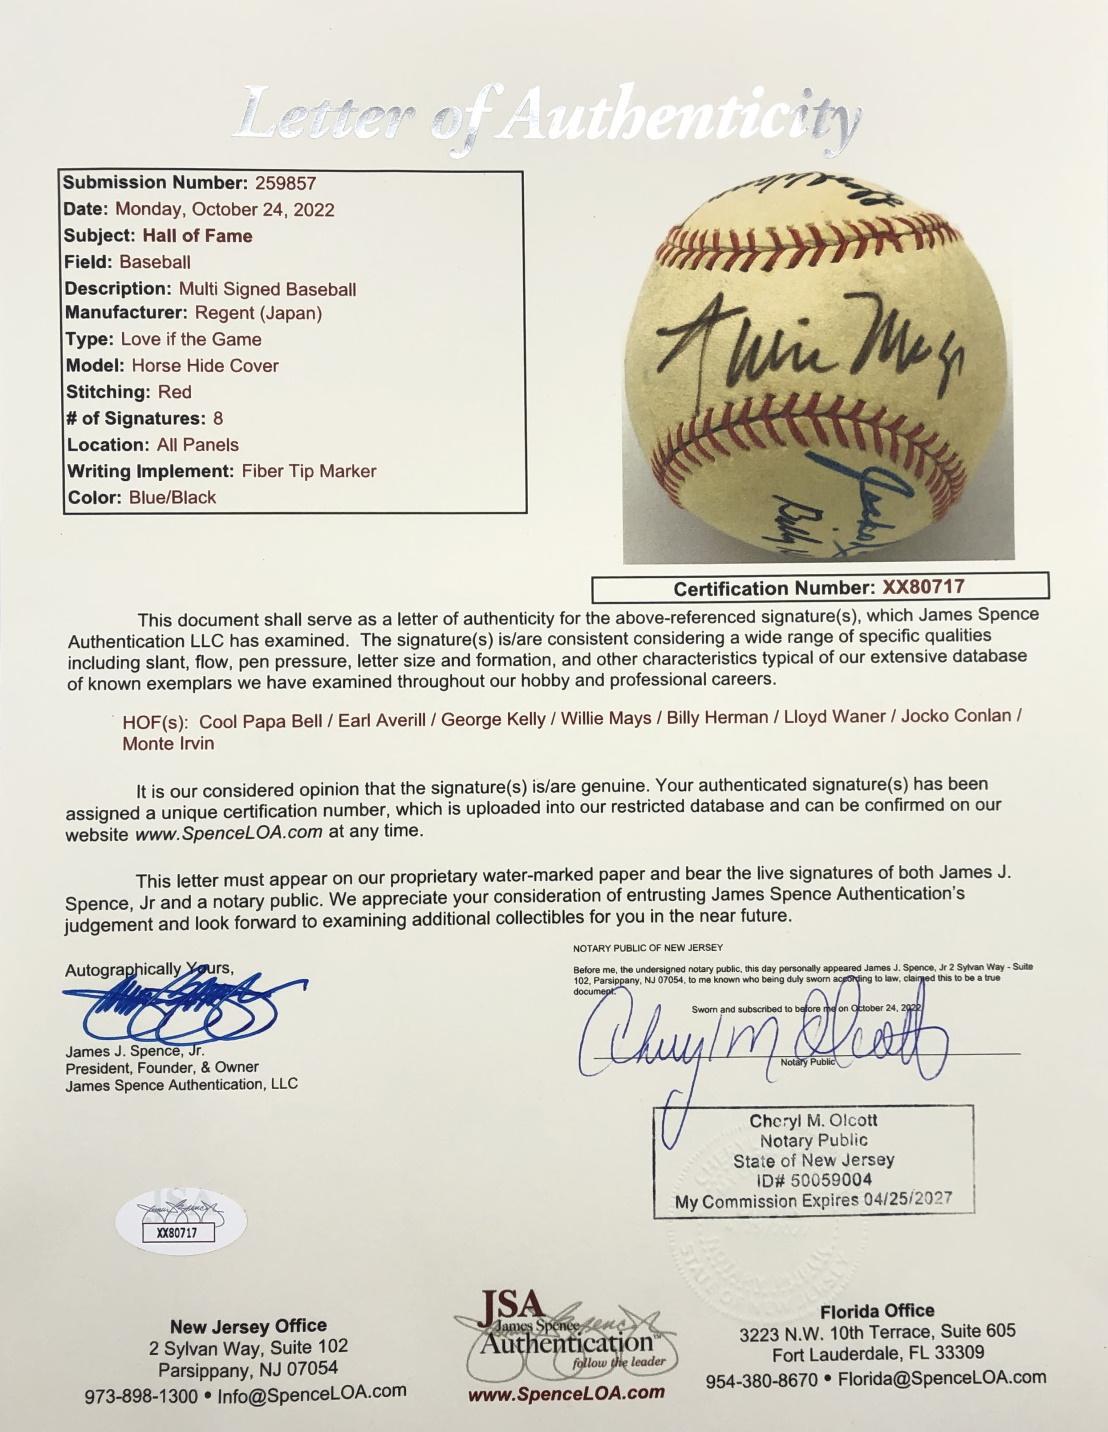 Letter of Authenticity
Submission Number: 259857
Date: Monday, October 24, 2022
Subject: Hall of Fame
Field: Baseball
Description: Multi Signed Baseball
Manufacturer: Regent (Japan)
Type: Love if the Game
Model: Horse Hide Cover
Stitching: Red
# of Signatures: 8
Location: All Panels
Writing Implement: Fiber Tip Marker
Color: Blue/Black
Willie Mays
Jocko
Billy
Certification Number: XX80717
This document shall serve as a letter of authenticity for the above-referenced signature(s), which James Spence
Authentication LLC has examined. The signature(s) is/are consistent considering a wide range of specific qualities
including slant, flow, pen pressure, letter size and formation, and other characteristics typical of our extensive database
of known exemplars we have examined throughout our hobby and professional careers.
HOF(s): Cool Papa Bell / Earl Averill / George Kelly / Willie Mays / Billy Herman / Lloyd Waner / Jocko Conlan /
Monte Irvin
It is our considered opinion that the signature(s) is/are genuine. Your authenticated signature(s) has been
assigned a unique certification number, which is uploaded into our restricted database and can be confirmed on our
website www.SpenceLOA.com at any time.
This letter must appear on our proprietary water-marked paper and bear the live signatures of both James J.
Spence, Jr and a notary public. We appreciate your consideration of entrusting James Spence Authentication's
judgement and look forward to examining additional collectibles for you in the near future.
Autographically Yours,
James J. Spence, Jr.
President, Founder, & Owner
James Spence Authentication, LLC
NOTARY PUBLIC OF NEW JERSEY
Before me, the undersigned notary public, this day personally appeared James J. Spence, Jr 2 Sylvan Way - Suite
102, Parsippany, NJ 07054, to me known who being duly sworn according to law, claimed this to be a true
document.
Sworn and subscribed to before me on October 24, 2022
Cheryl M Olcott
Notary Public
Cheryl M. Olcott
Notary Public
State of New Jersey
ID# 50059004
My Commission Expires 04/25/2027
JSA
XX80717
New Jersey Office
2 Sylvan Way, Suite 102
Parsippany, NJ 07054
973-898-1300 • Info@SpenceLOA.com
JSA
James Spence
Authentication™
follow the leader
www.SpenceLOA.com
Florida Office
3223 N.W. 10th Terrace, Suite 605
Fort Lauderdale, FL 33309
954-380-8670 • Florida@SpenceLOA.com